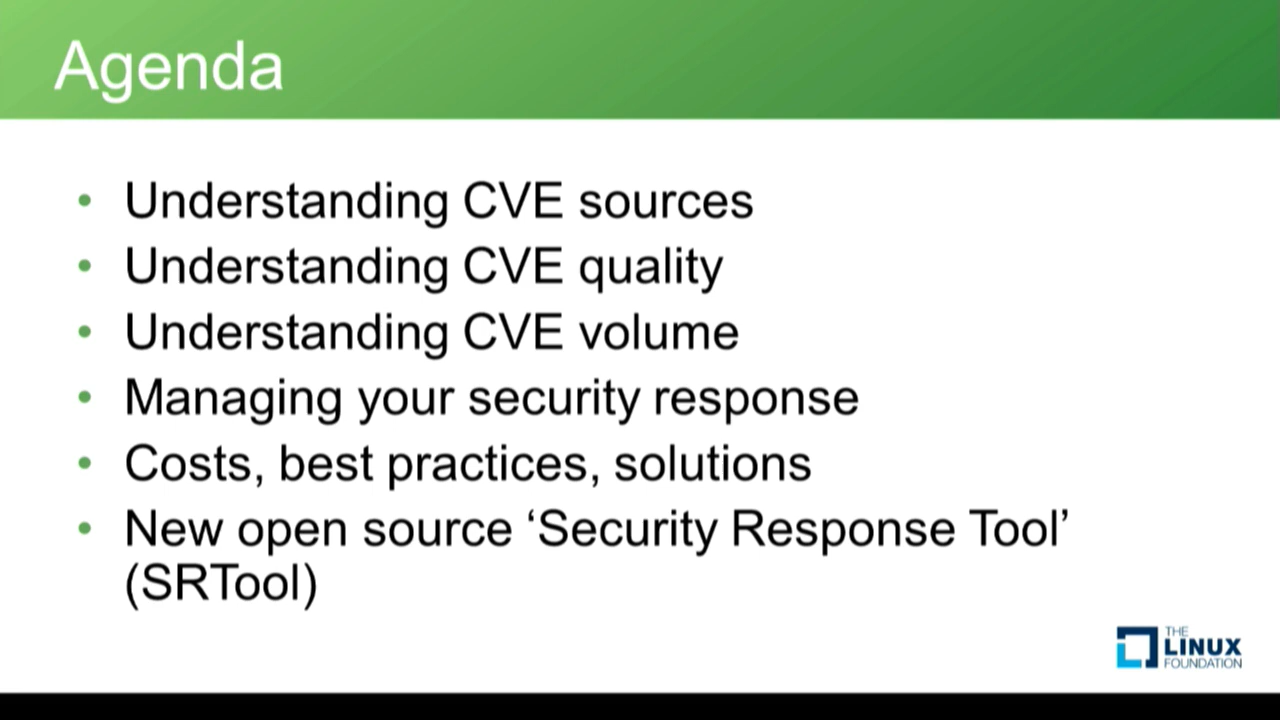 Agenda
• Understanding CVE sources
• Understanding CVE quality
• Understanding CVE volume
• Managing your security response
• Costs, best practices, solutions
• New open source ‘Security Response Tool’
(SRTool)
THE
LINUX
FOUNDATION